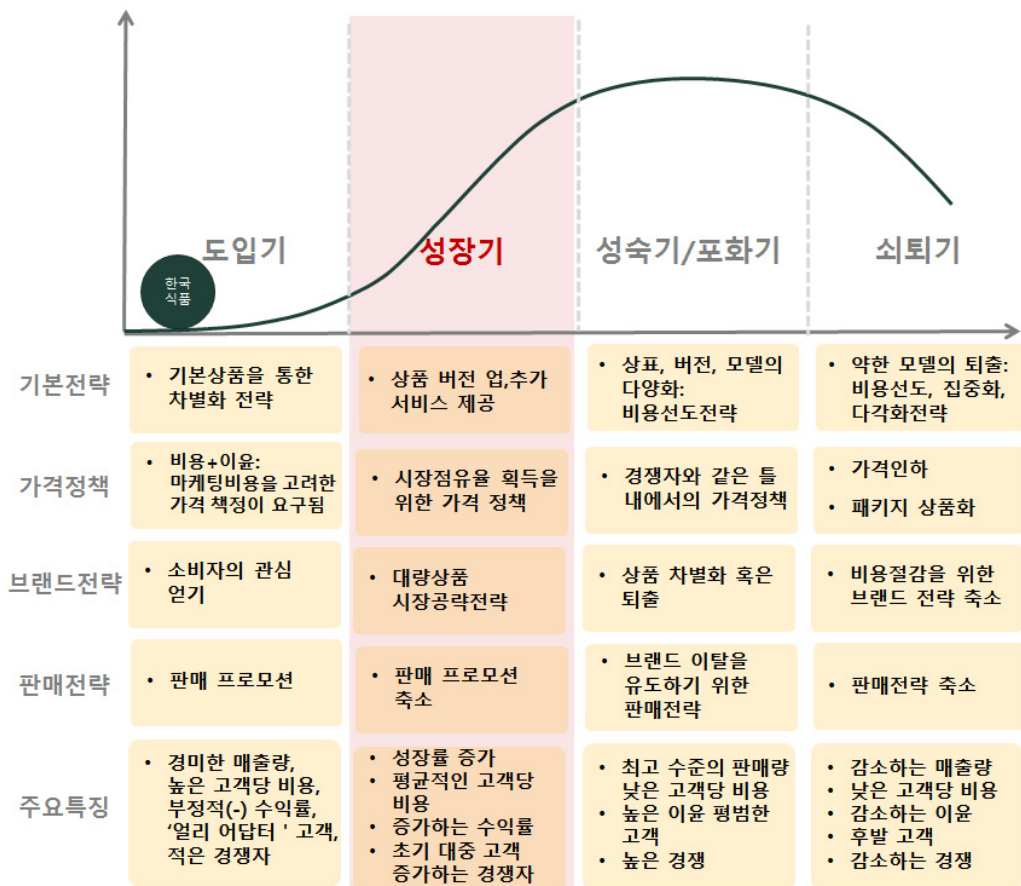 도입기
성장기
성숙기/포화기
쇠퇴기
한국
식품
기본전략
• 기본상품을 통한
차별화 전략
• 상품 버전 업,추가
서비스 제공
• 상표, 버전, 모델의
다양화:
비용선도전략
• 약한 모델의 퇴출:
비용선도, 집중화,
다각화전략
가격정책
• 비용+이윤:
마케팅비용을 고려한
가격 책정이 요구됨
• 시장점유율 획득을
위한 가격 정책
• 경쟁자와 같은 틀
내에서의 가격정책
• 가격인하
• 패키지 상품화
브랜드전략
• 소비자의 관심
얻기
• 대량상품
시장공략전략
• 상품 차별화 혹은
퇴출
• 비용절감을 위한
브랜드 전략 축소
판매전략
• 판매 프로모션
• 판매 프로모션
축소
• 브랜드 이탈을
유도하기 위한
판매전략
• 판매전략 축소
주요특징
• 경미한 매출량,
높은 고객당 비용,
부정적(-) 수익률,
‘얼리 어답터 ' 고객,
적은 경쟁자
• 성장률 증가
• 평균적인 고객당
비용
• 증가하는 수익률
• 초기 대중 고객
증가하는 경쟁자
• 최고 수준의 판매량
낮은 고객당 비용
• 높은 이윤 평범한
고객
• 높은 경쟁
• 감소하는 매출량
• 낮은 고객당 비용
• 감소하는 이윤
• 후발 고객
• 감소하는 경쟁